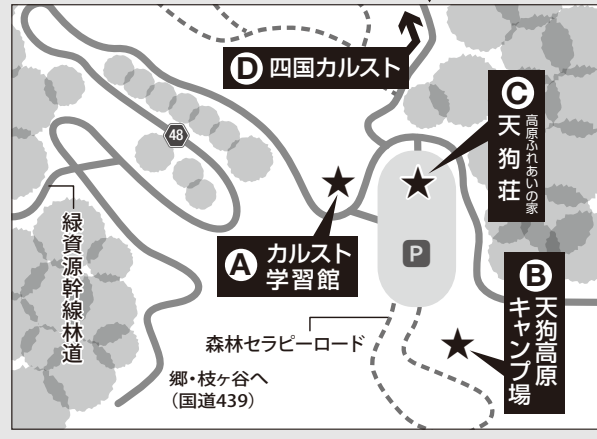 D 四国カルスト
C 天狗荘
高原ふれあいの家
48
A カルスト
学習館
P
B 天狗高原
キャンプ場
緑資源幹線林道
森林セラピーロード
郷・枝ヶ谷へ
(国道439)